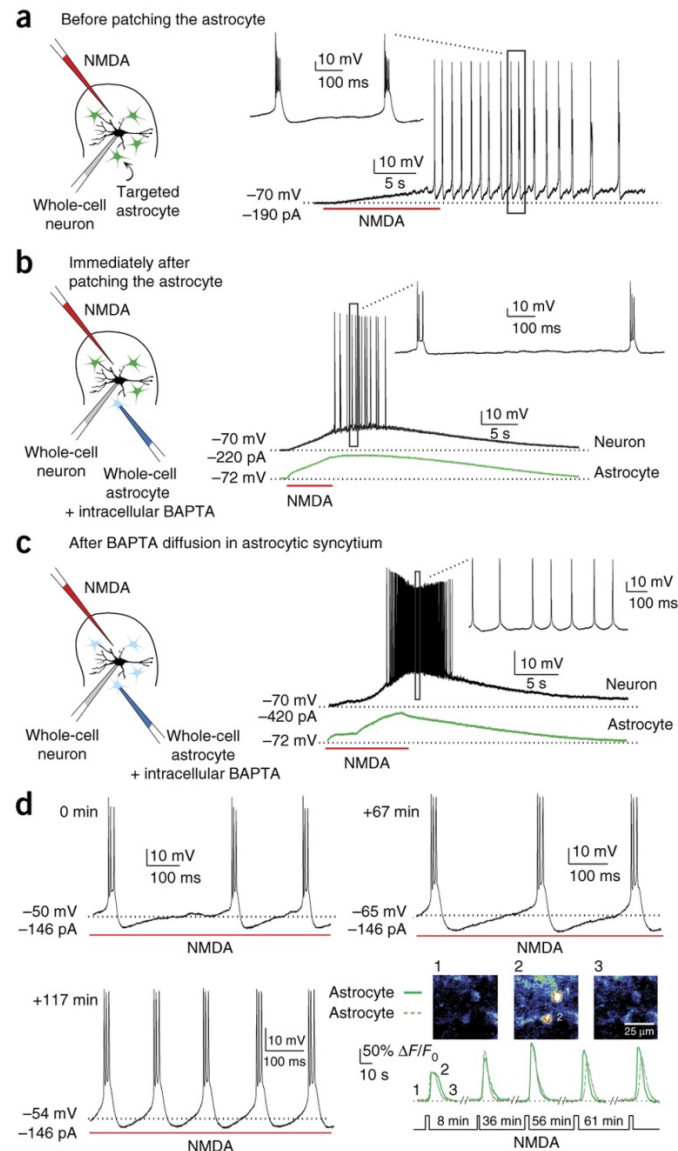 a
Before patching the astrocyte
NMDA
Targeted
astrocyte
Whole-cell
neuron
10 mV
100 ms
10 mV
5 s
−70 mV
−190 pA
NMDA
b
Immediately after
patching the astrocyte
NMDA
Whole-cell
neuron
Whole-cell
astrocyte
+ intracellular BAPTA
10 mV
100 ms
10 mV
5 s
−70 mV
−220 pA
−72 mV
Neuron
Astrocyte
NMDA
c
After BAPTA diffusion in astrocytic syncytium
NMDA
Whole-cell
neuron
Whole-cell
astrocyte
+ intracellular BAPTA
10 mV
100 ms
10 mV
5 s
−70 mV
−420 pA
−72 mV
Neuron
Astrocyte
NMDA
d
0 min
10 mV
100 ms
−50 mV
−146 pA
NMDA
+67 min
10 mV
100 ms
−65 mV
−146 pA
NMDA
+117 min
10 mV
100 ms
−54 mV
−146 pA
NMDA
1 2 3
Astrocyte
Astrocyte
1
2
25 µm
50% ΔF/F0
10 s
1 2 3
8 min 36 min 56 min 61 min
NMDA